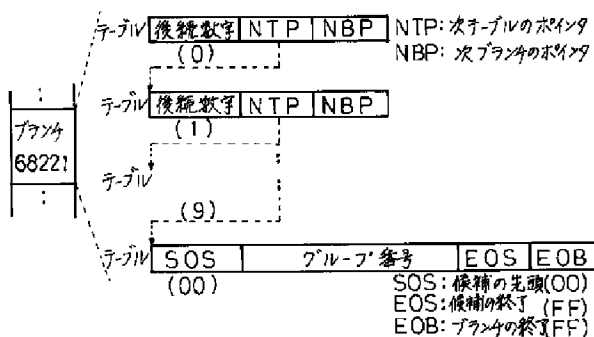 テーブル 後続数字 NTP NBP NTP: 次テーブルのポインタ
(0) NBP: 次ブランチのポインタ
テーブル 後続数字 NTP NBP
(1)
ブランチ
68221
テーブル
(9)
テーブル SOS グループ番号 EOS EOB
(00) SOS: 候補の先頭(00)
EOS: 候補の終了 (FF)
EOB: ブランチの終了(FF)